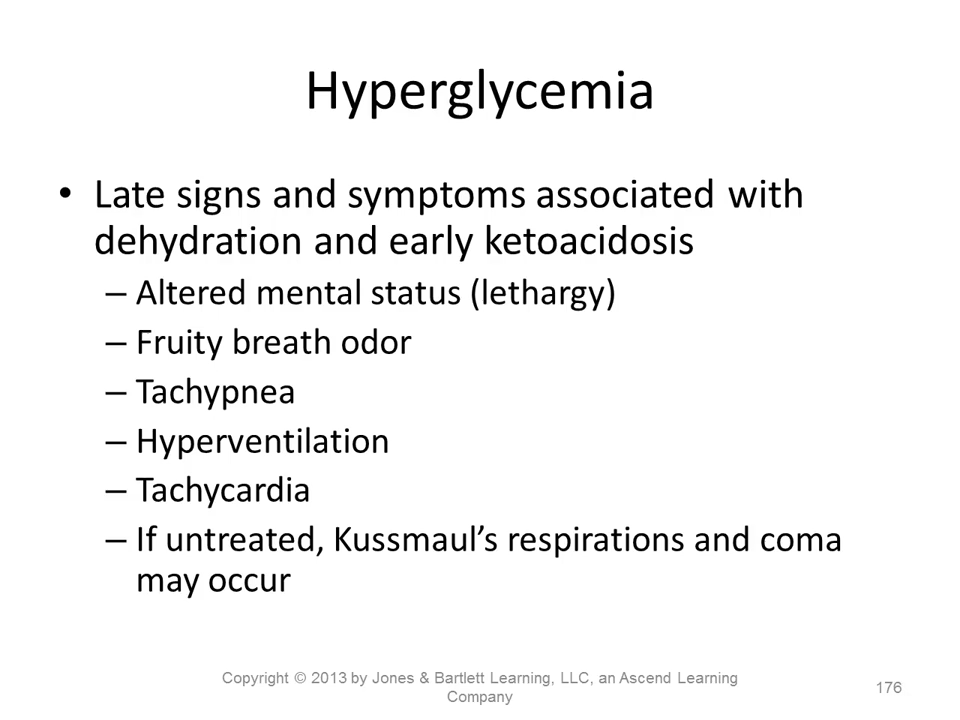 Hyperglycemia
• Late signs and symptoms associated with
dehydration and early ketoacidosis
– Altered mental status (lethargy)
– Fruity breath odor
– Tachypnea
– Hyperventilation
– Tachycardia
– If untreated, Kussmaul’s respirations and coma
may occur
Copyright © 2013 by Jones & Bartlett Learning, LLC, an Ascend Learning
Company
176